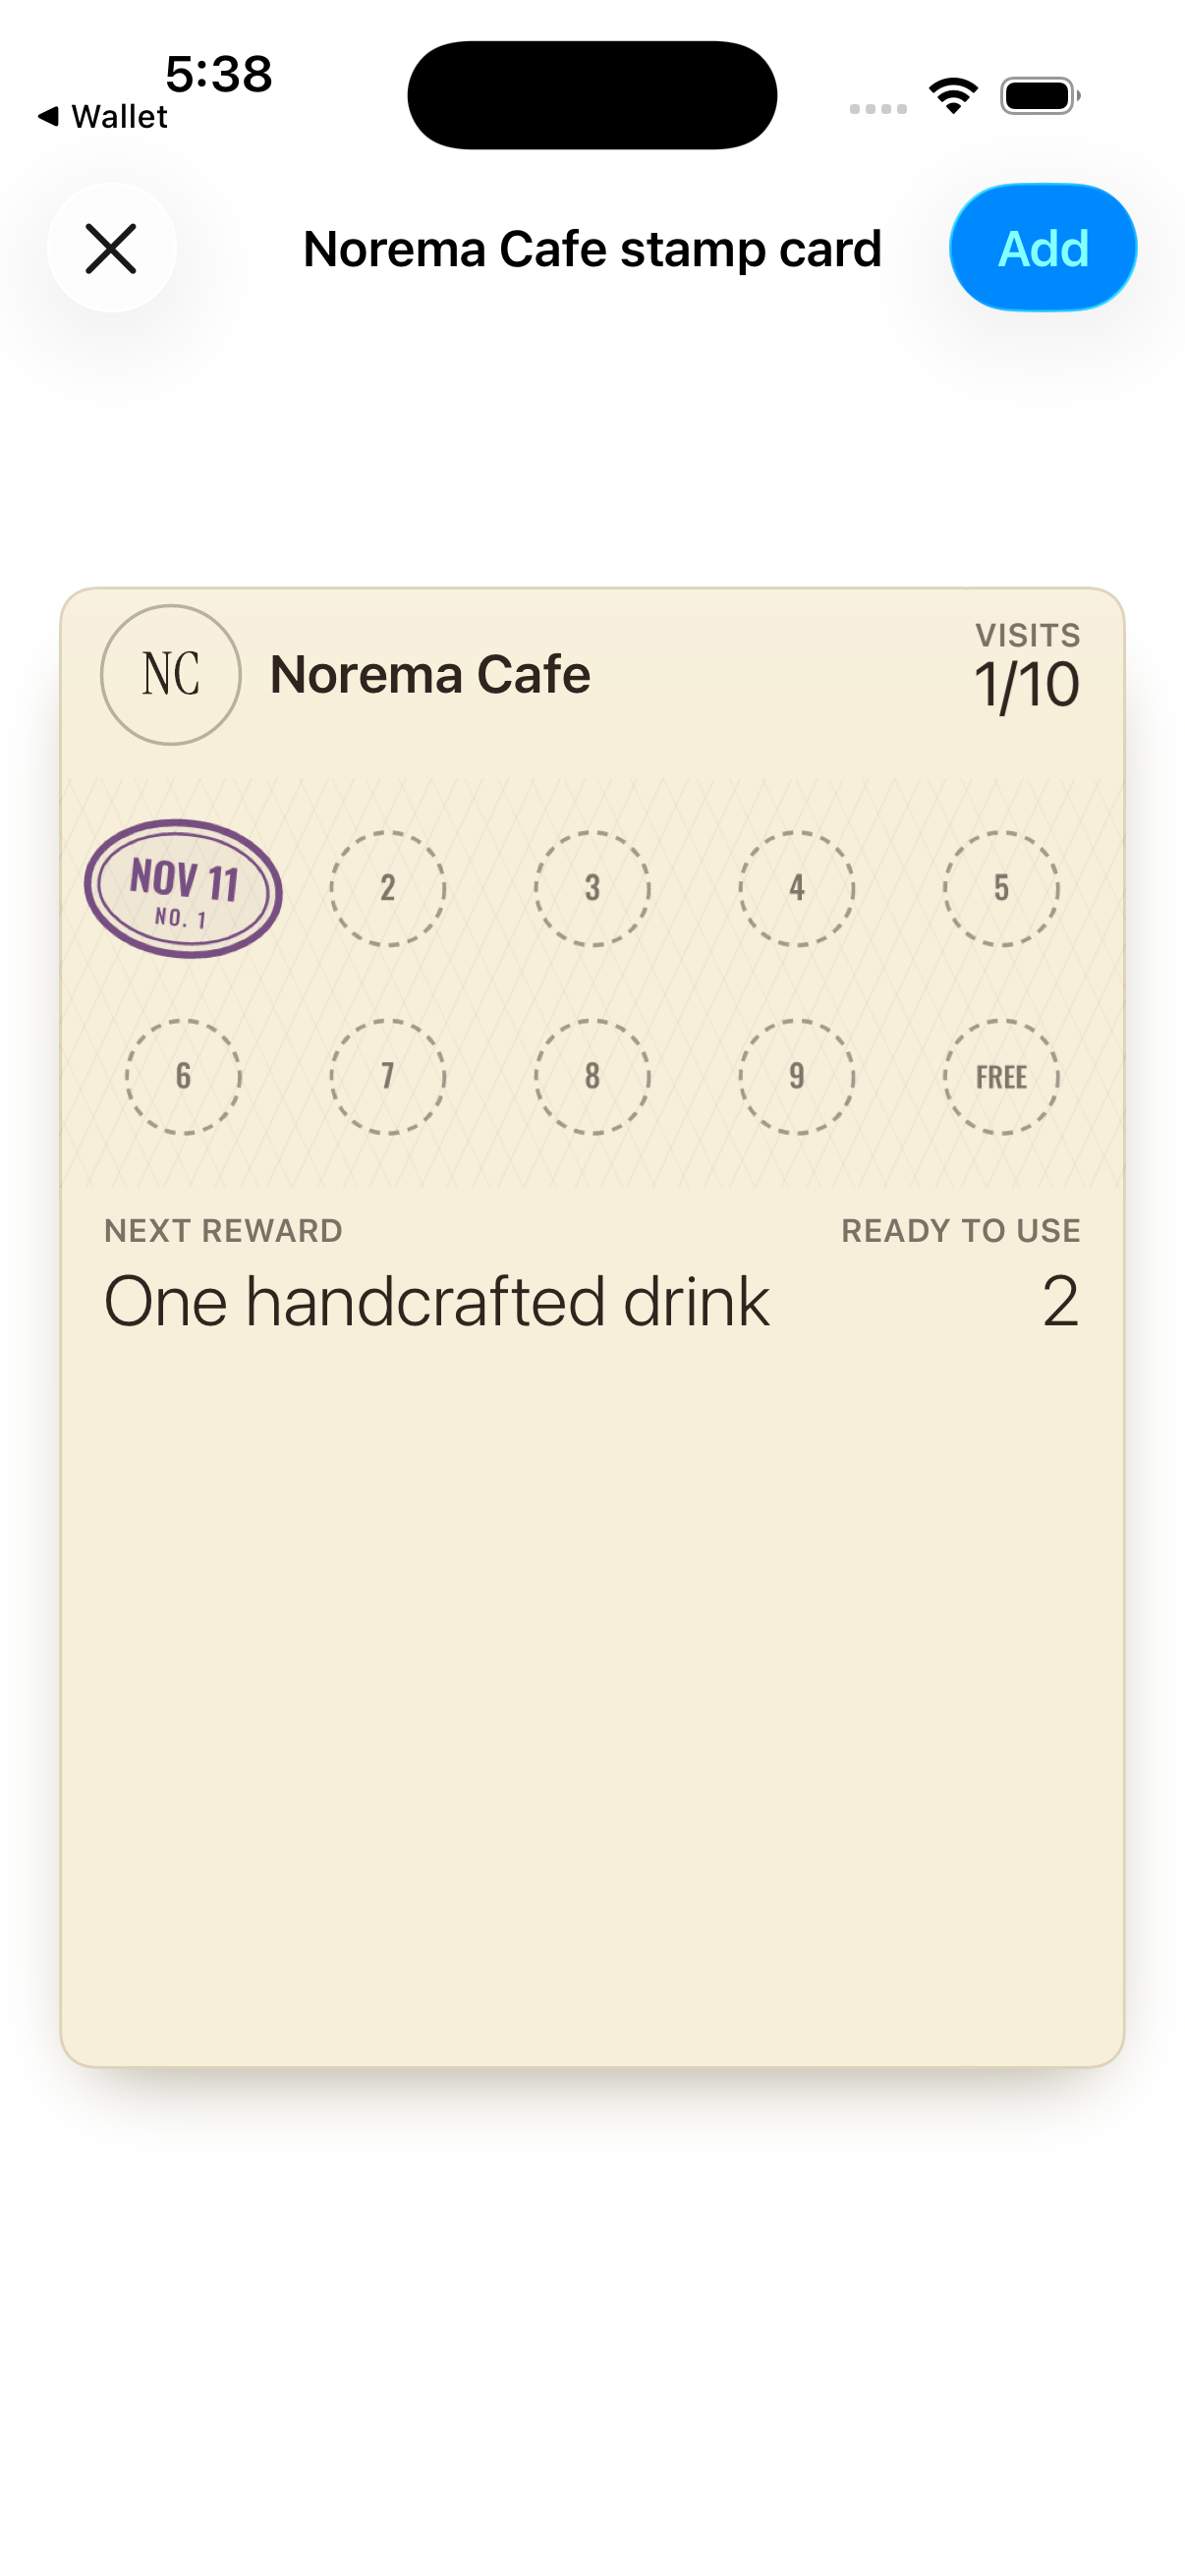 5:38
Wallet
Norema Cafe stamp card
Add
NC
Norema Cafe
VISITS
1/10
NOV 11
NO. 1
2
3
4
5
6
7
8
9
FREE
NEXT REWARD
READY TO USE
One handcrafted drink
2